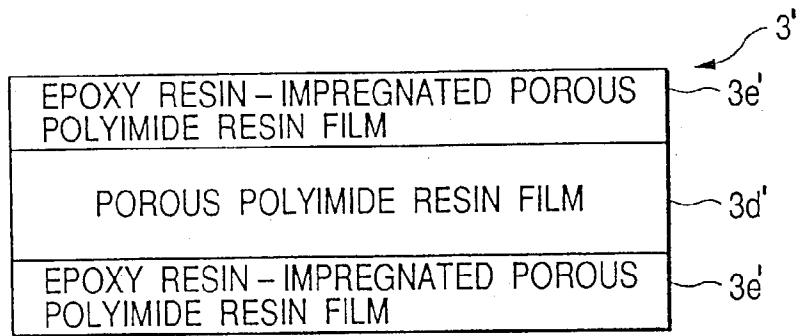 3'
EPOXY RESIN-IMPREGNATED POROUS
POLYIMIDE RESIN FILM
3e'
POROUS POLYIMIDE RESIN FILM
3d'
EPOXY RESIN-IMPREGNATED POROUS
POLYIMIDE RESIN FILM
3e'